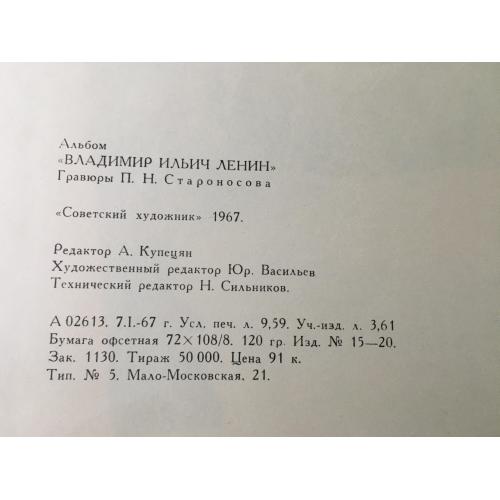 Альбом
«ВЛАДИМИР ИЛЬИЧ ЛЕНИН»
Гравюры П. Н. Староносова
«Советский художник» 1967.
Редактор А. Купецян
Художественный редактор Юр. Васильев
Технический редактор Н. Сильников.
А 02613. 7.I.-67 г. Усл. печ. л. 9,59. Уч.-изд. л. 3,61
Бумага офсетная 72×108/8. 120 гр. Изд. № 15—20.
Зак. 1130. Тираж 50 000. Цена 91 к.
Тип. № 5. Мало-Московская, 21.